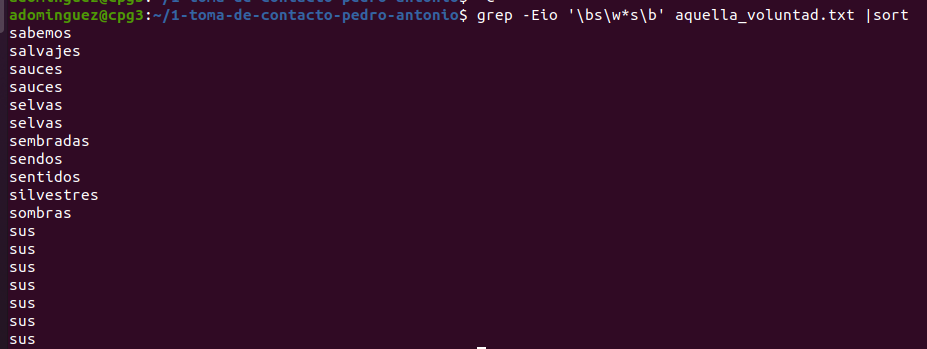 adominguez@cpg3:~/1-toma-de-contacto-pedro-antonio$ grep -Eio '\bs\w*s\b' aquella_voluntad.txt |sort
sabemos
salvajes
sauces
sauces
selvas
selvas
sembradas
sendos
sentidos
silvestres
sombras
sus
sus
sus
sus
sus
sus
sus